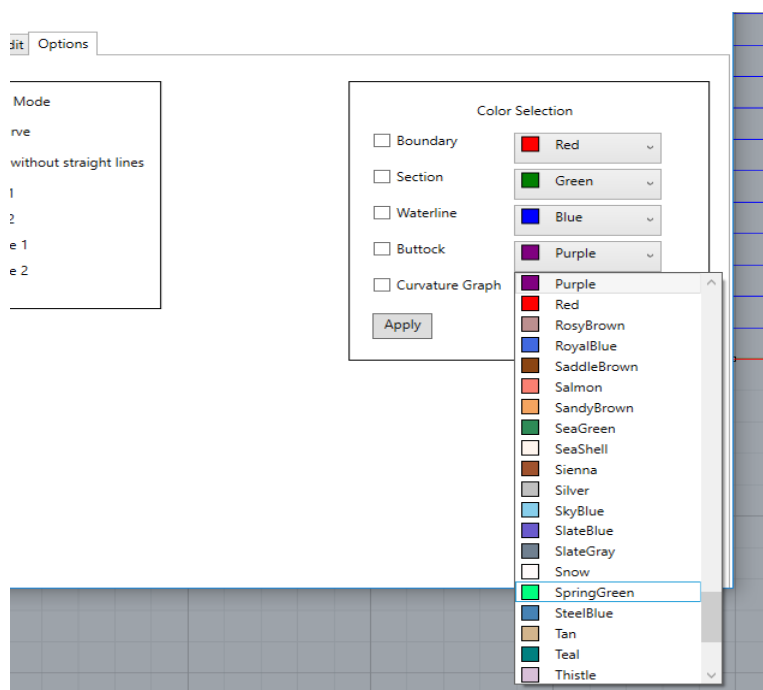 dit Options
Mode
rve
without straight lines
1
2
e 1
e 2
Color Selection
Boundary Red
Section Green
Waterline Blue
Buttock Purple
Curvature Graph
Apply
Purple
Red
RosyBrown
RoyalBlue
SaddleBrown
Salmon
SandyBrown
SeaGreen
SeaShell
Sienna
Silver
SkyBlue
SlateBlue
SlateGray
Snow
SpringGreen
SteelBlue
Tan
Teal
Thistle